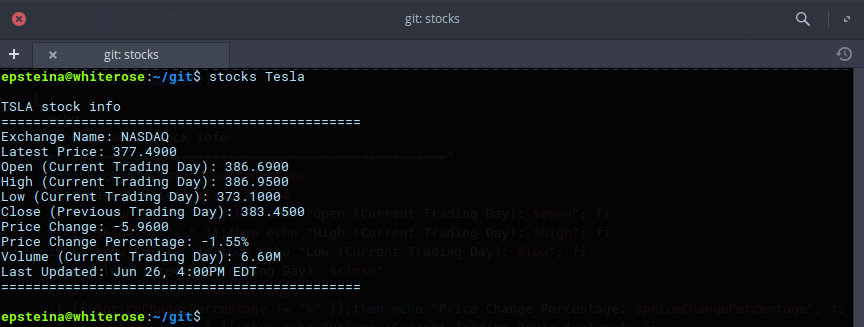 git: stocks
git: stocks
epsteina@whiterose:~/git$ stocks Tesla
TSLA stock info
=============================================
Exchange Name: NASDAQ
Latest Price: 377.4900
Open (Current Trading Day): 386.6900
High (Current Trading Day): 386.9500
Low (Current Trading Day): 373.1000
Close (Previous Trading Day): 383.4500
Price Change: -5.9600
Price Change Percentage: -1.55%
Volume (Current Trading Day): 6.60M
Last Updated: Jun 26, 4:00PM EDT
=============================================
epsteina@whiterose:~/git$